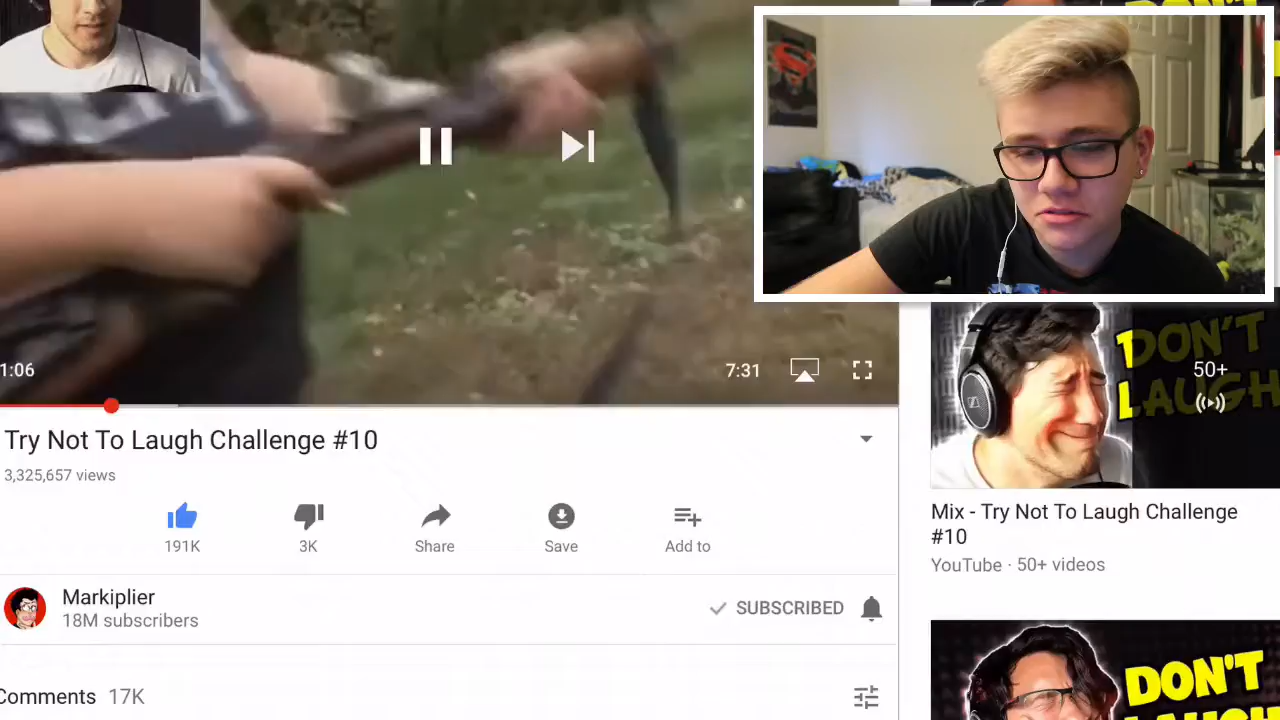 1:06
7:31
Try Not To Laugh Challenge #10
3,325,657 views
191K
3K
Share
Save
Add to
Markiplier
18M subscribers
SUBSCRIBED
Comments 17K
DON'T
LAUGH
50+
Mix - Try Not To Laugh Challenge
#10
YouTube · 50+ videos
DON'T